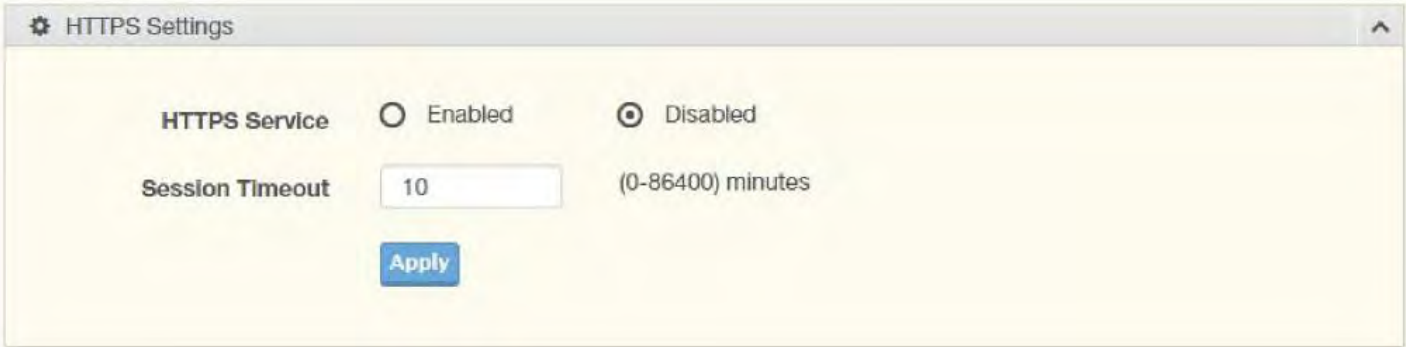 HTTPS Settings
HTTPS Service Enabled Disabled
Session Timeout 10 (0-86400) minutes
Apply